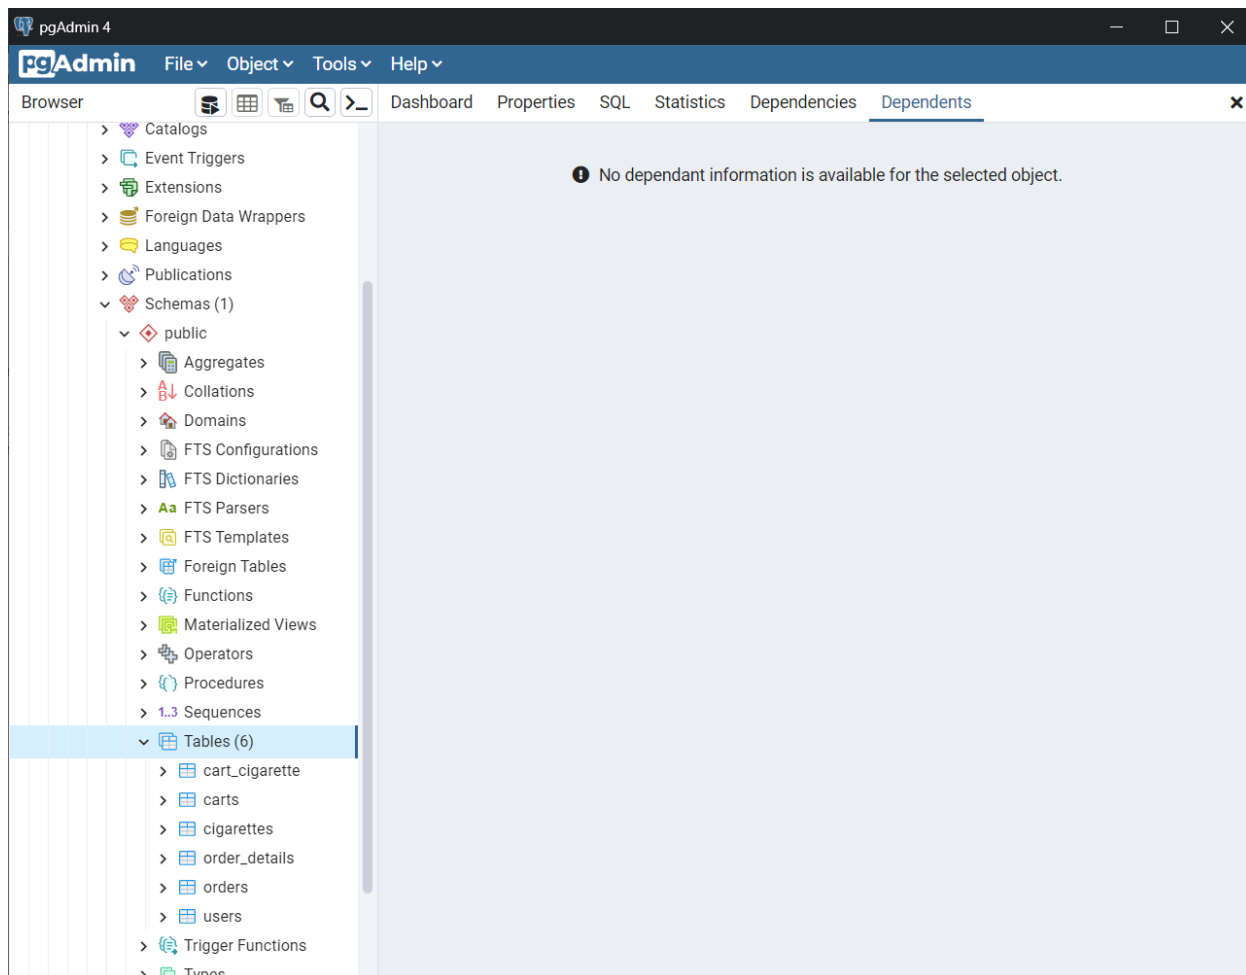 pgAdmin 4
pgAdmin File Object Tools Help
Browser Dashboard Properties SQL Statistics Dependencies Dependents
Catalogs
No dependant information is available for the selected object.
Event Triggers
Extensions
Foreign Data Wrappers
Languages
Publications
Schemas (1)
public
Aggregates
Collations
Domains
FTS Configurations
FTS Dictionaries
Aa FTS Parsers
FTS Templates
Foreign Tables
Functions
Materialized Views
Operators
Procedures
1..3 Sequences
Tables (6)
cart_cigarette
carts
cigarettes
order_details
orders
users
Trigger Functions
Types